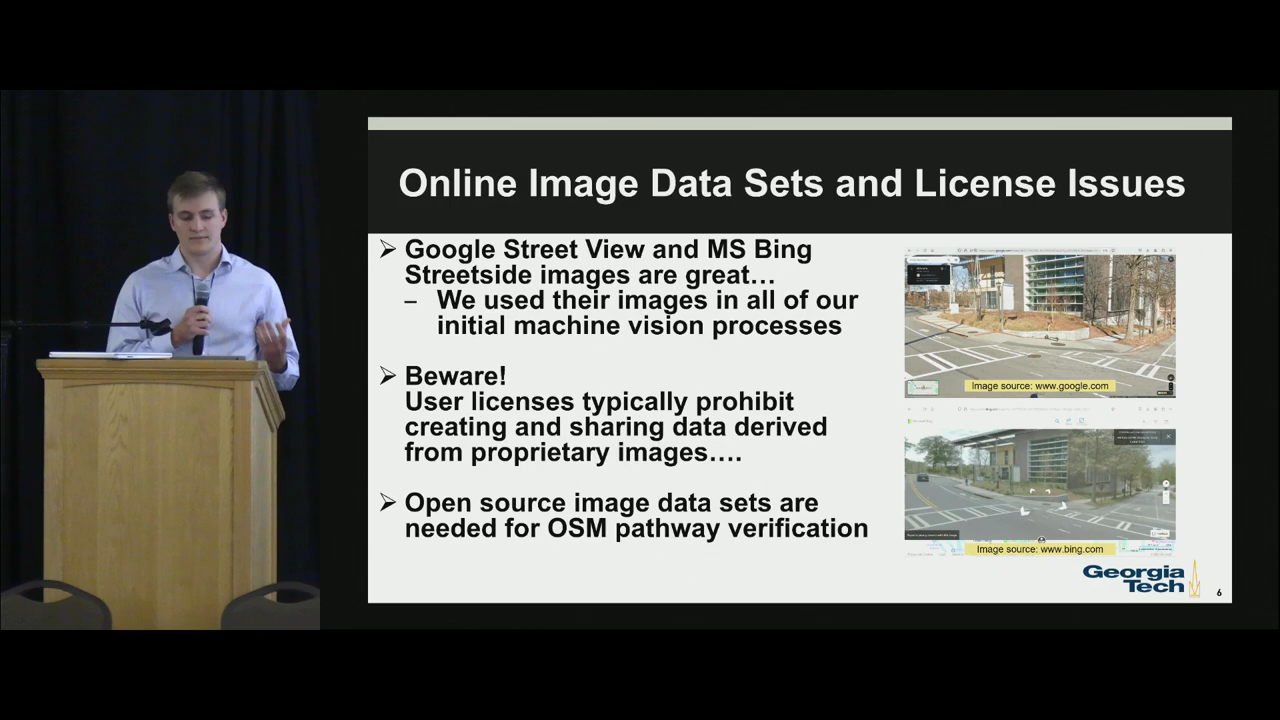 Online Image Data Sets and License Issues
➢ Google Street View and MS Bing
Streetside images are great…
– We used their images in all of our
initial machine vision processes
➢ Beware!
User licenses typically prohibit
creating and sharing data derived
from proprietary images….
➢ Open source image data sets are
needed for OSM pathway verification
Image source: www.google.com
Image source: www.bing.com
Georgia
Tech
6